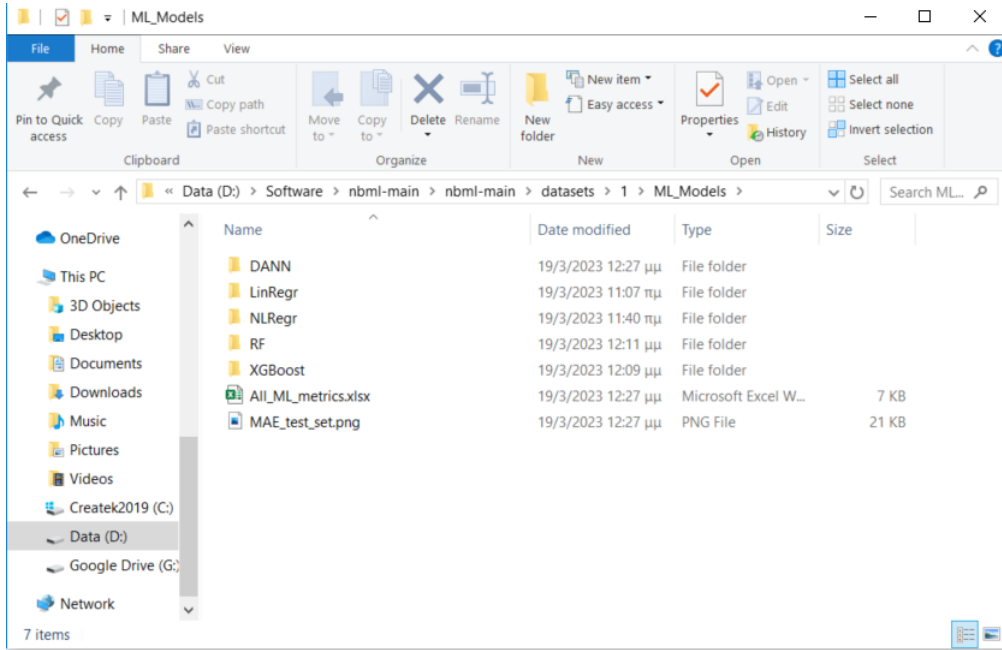 ML_Models
File Home Share View
Pin to Quick access Copy Paste Cut Copy path Paste shortcut Move to Copy to Delete Rename New folder New item Easy access Properties Open Edit History Select all Select none Invert selection
Clipboard Organize New Open Select
« Data (D:) > Software > nbml-main > nbml-main > datasets > 1 > ML_Models > Search ML...
OneDrive
This PC
3D Objects
Desktop
Documents
Downloads
Music
Pictures
Videos
Createk2019 (C:)
Data (D:)
Google Drive (G:)
Network
Name Date modified Type Size
DANN 19/3/2023 12:27 μμ File folder
LinRegr 19/3/2023 11:07 πμ File folder
NLRegr 19/3/2023 11:40 πμ File folder
RF 19/3/2023 12:11 μμ File folder
XGBoost 19/3/2023 12:09 μμ File folder
All_ML_metrics.xlsx 19/3/2023 12:27 μμ Microsoft Excel W... 7 KB
MAE_test_set.png 19/3/2023 12:27 μμ PNG File 21 KB
7 items